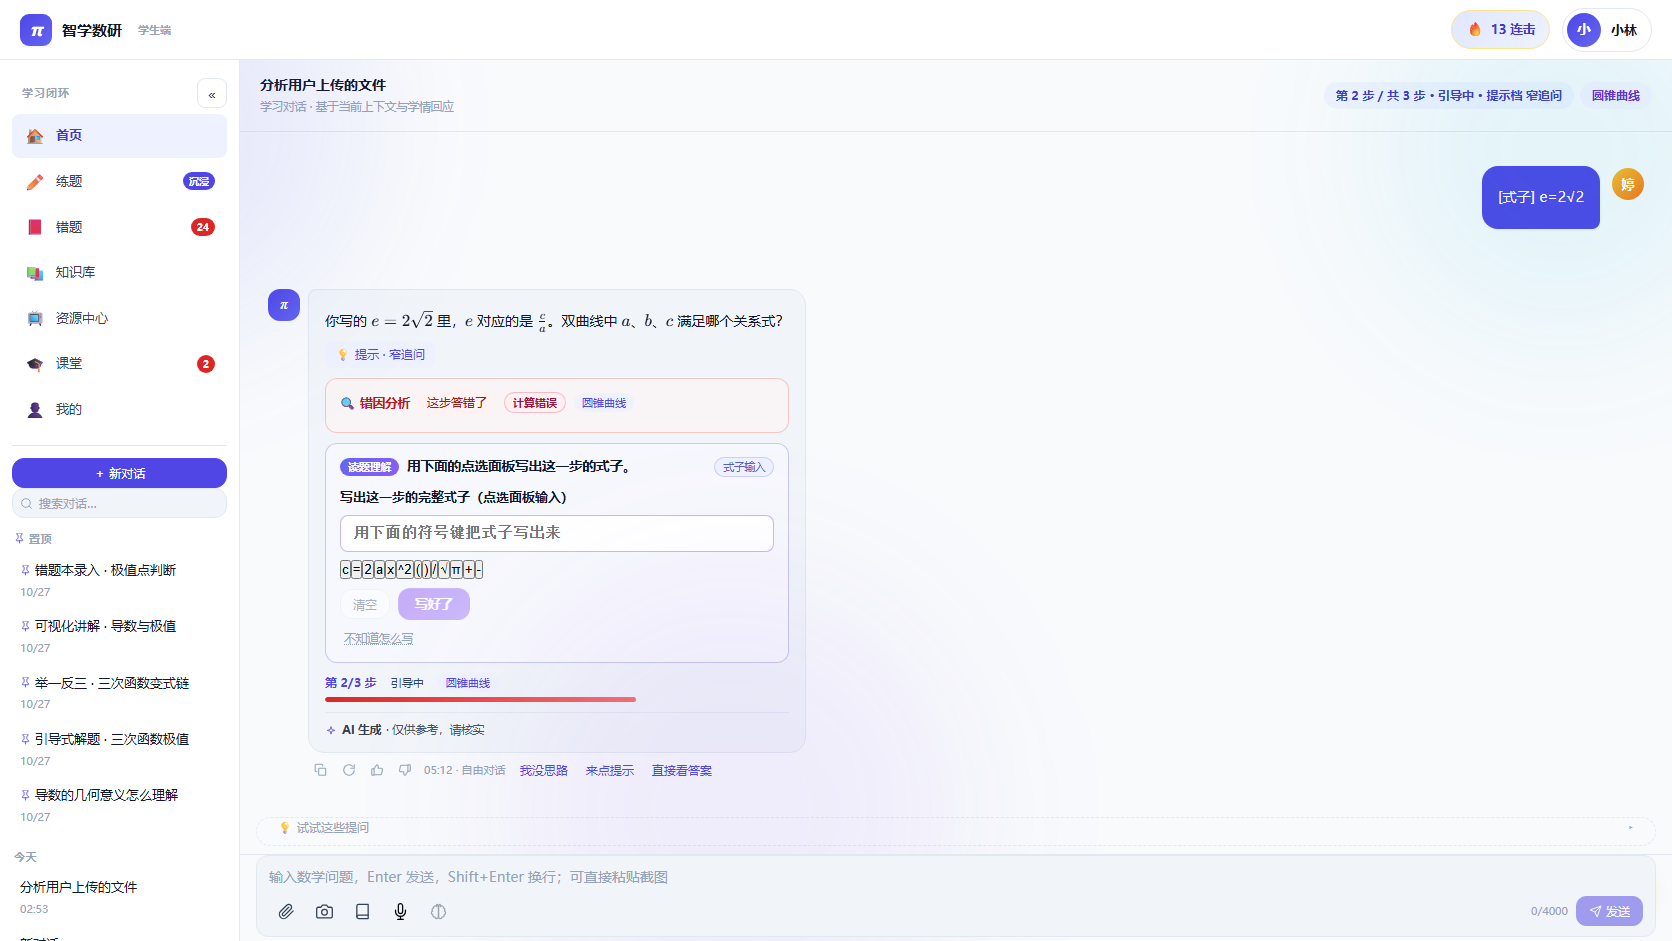 π 智学数研 学生端
13 连击 小 小林
学习闭环 «
首页
练题 沉浸
错题 24
知识库
资源中心
课堂 2
我的
+ 新对话
搜索对话...
置顶
错题本录入 · 极值点判断
10/27
可视化讲解 · 导数与极值
10/27
举一反三 · 三次函数变式链
10/27
引导式解题 · 三次函数极值
10/27
导数的几何意义怎么理解
10/27
今天
分析用户上传的文件
02:53
新对话
分析用户上传的文件
学习对话 · 基于当前上下文与学情回应
第 2 步 / 共 3 步 • 引导中 • 提示档 窄追问 圆锥曲线
[式子] e=2√2 婷
π
你写的 e = 2√2 里，e 对应的是 c/a。双曲线中 a、b、c 满足哪个关系式？
提示 · 窄追问
错因分析 这步答错了 计算错误 圆锥曲线
读题理解 用下面的点选面板写出这一步的式子。 式子输入
写出这一步的完整式子（点选面板输入）
用下面的符号键把式子写出来
c = 2 a x ^2 ( ) / √ π + -
清空 写好了
不知道怎么写
第 2/3 步 引导中 圆锥曲线
AI 生成 · 仅供参考，请核实
05:12 · 自由对话 我没思路 来点提示 直接看答案
试试这些提问
输入数学问题，Enter 发送，Shift+Enter 换行；可直接粘贴截图
0/4000 发送